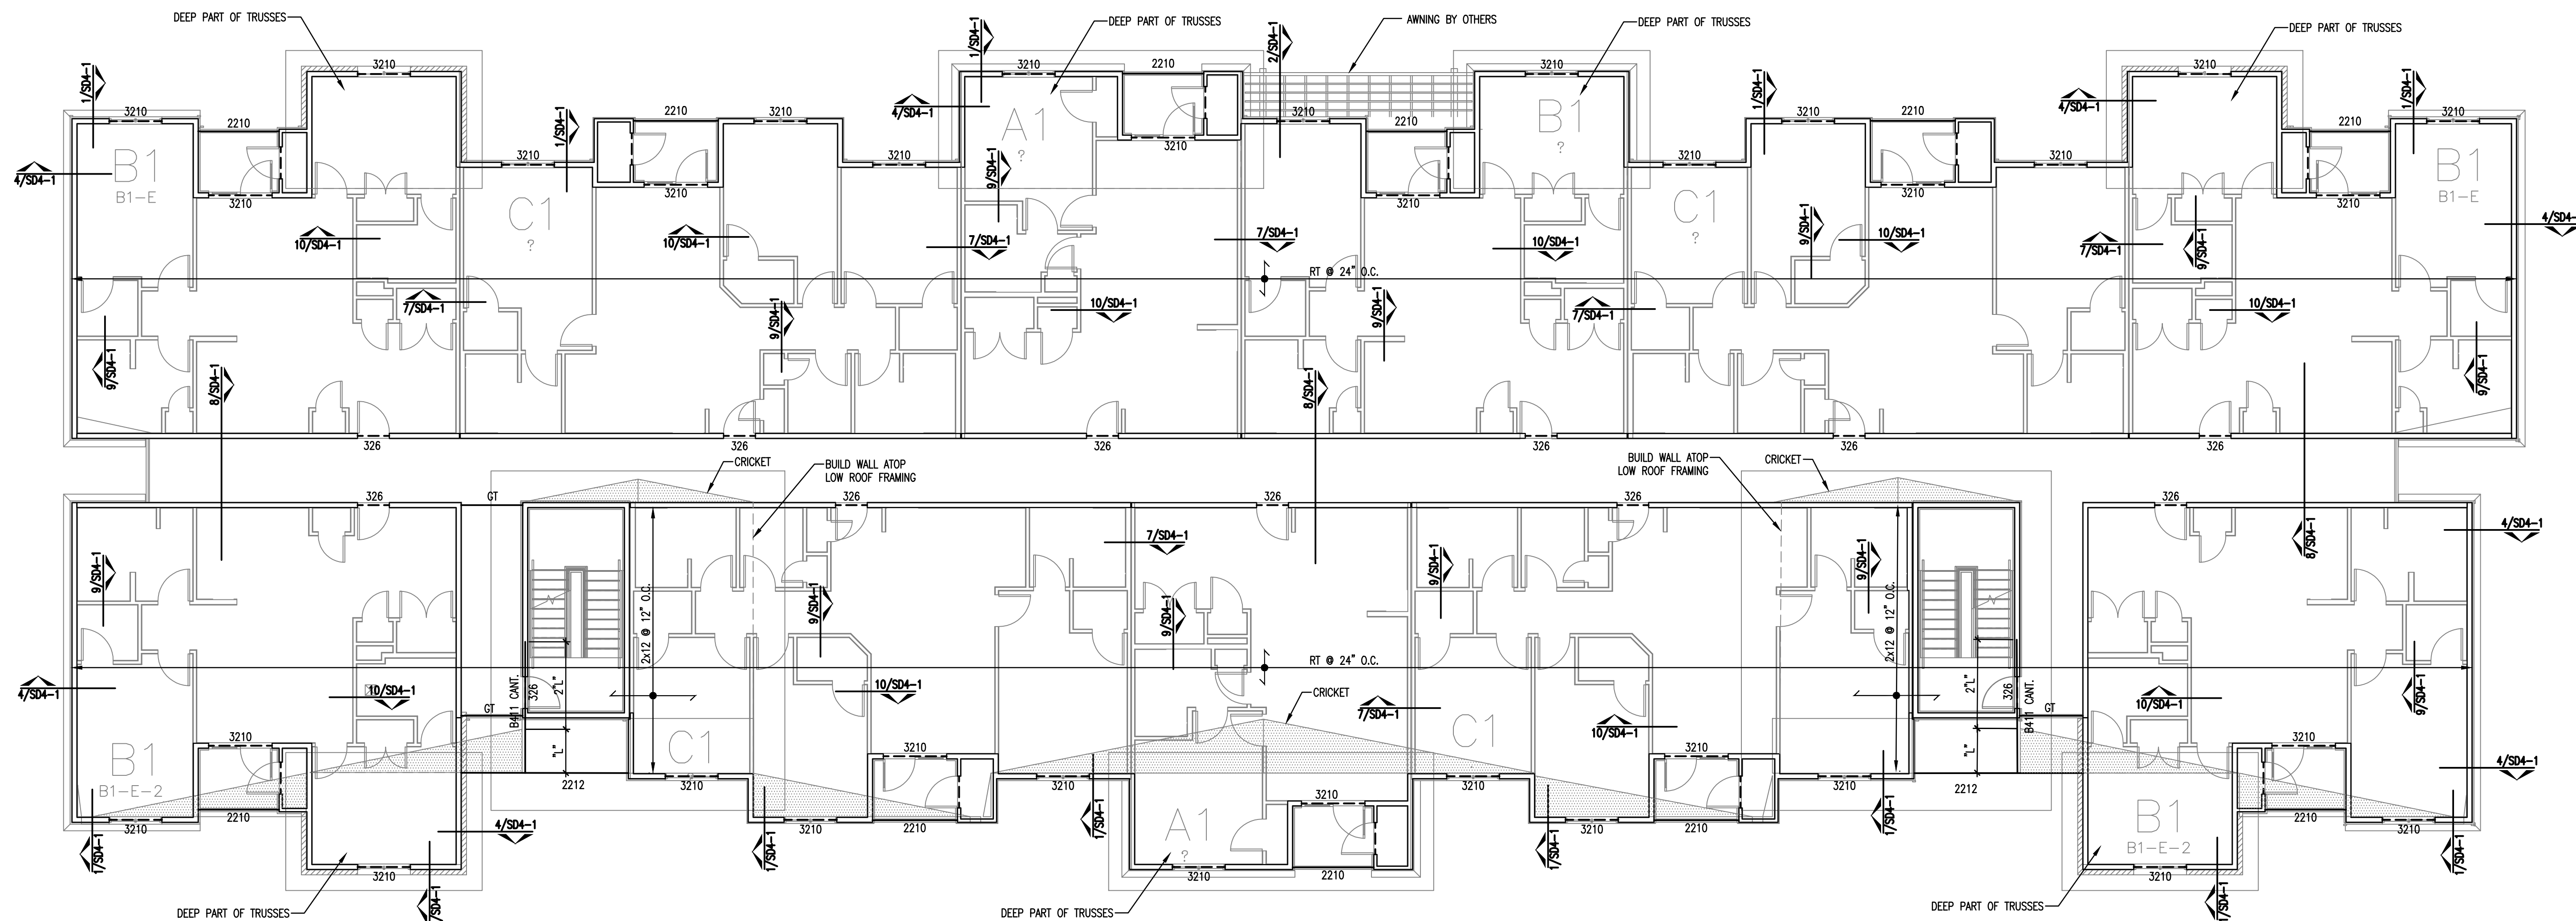 DEEP PART OF TRUSSES
1/SD4-1
DEEP PART OF TRUSSES
2/SD4-1
AWNING BY OTHERS
DEEP PART OF TRUSSES
DEEP PART OF TRUSSES
1/SD4-1
3210
3210
2210
3210
3210
1/SD4-1
1/SD4-1
4/SD4-1
4/SD4-1
3210
2210
1/SD4-1
2210
3210
3210
2210
3210
2210
3210
2210
3210
4/SD4-1
B1
B1-E
3210
3210
3210
3210
3210
A1
?
9/SD4-1
3210
3210
B1
?
3210
3210
3210
3210
B1
B1-E
C1
?
C1
?
4/SD4-1
10/SD4-1
10/SD4-1
7/SD4-1
7/SD4-1
10/SD4-1
9/SD4-1
10/SD4-1
7/SD4-1
9/SD4-1
RT @ 24" O.C.
7/SD4-1
9/SD4-1
10/SD4-1
9/SD4-1
7/SD4-1
10/SD4-1
9/SD4-1
8/SD4-1
8/SD4-1
9/SD4-1
326
326
326
326
326
326
CRICKET
BUILD WALL ATOP
LOW ROOF FRAMING
BUILD WALL ATOP
LOW ROOF FRAMING
CRICKET
326
GT
326
326
326
326
4/SD4-1
9/SD4-1
7/SD4-1
9/SD4-1
9/SD4-1
8/SD4-1
2x12 @ 12" O.C.
9/SD4-1
9/SD4-1
2x12 @ 12" O.C.
RT @ 24" O.C.
4/SD4-1
10/SD4-1
B411 CANT.
326
2"L"
10/SD4-1
CRICKET
7/SD4-1
10/SD4-1
2"L"
326
B411 CANT.
10/SD4-1
9/SD4-1
GT
GT
3210
"L"
C1
3210
C1
3210
"L"
3210
B1
B1-E-2
2212
3210
3210
3210
3210
2212
4/SD4-1
3210
2210
4/SD4-1
3210
2210
1/SD4-1
A1
?
3210
3210
2210
1/SD4-1
B1
B1-E-2
2210
3210
1/SD4-1
1/SD4-1
1/SD4-1
3210
3210
2210
3210
1/SD4-1
1/SD4-1
1/SD4-1
DEEP PART OF TRUSSES
DEEP PART OF TRUSSES
DEEP PART OF TRUSSES